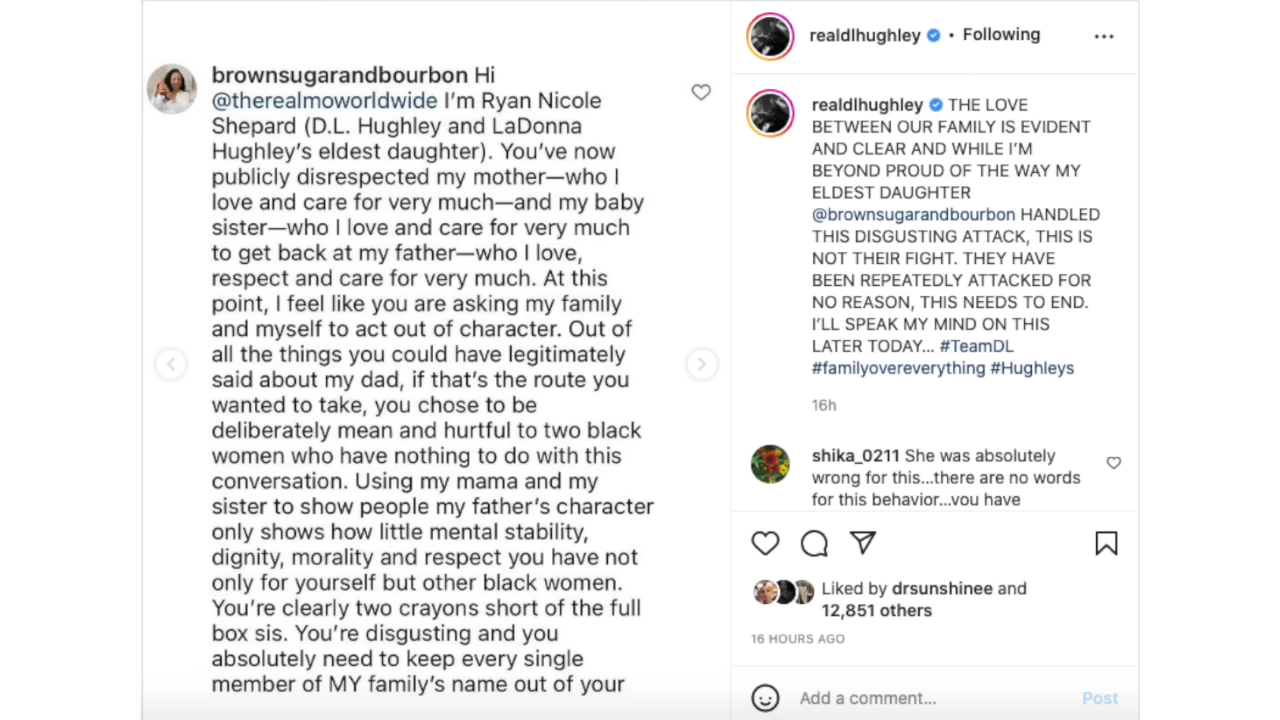 brownsugarandbourbon Hi
@therealmoworldwide I'm Ryan Nicole
Shepard (D.L. Hughley and LaDonna
Hughley's eldest daughter). You've now
publicly disrespected my mother—who I
love and care for very much—and my baby
sister—who I love and care for very much
to get back at my father—who I love,
respect and care for very much. At this
point, I feel like you are asking my family
and myself to act out of character. Out of
all the things you could have legitimately
said about my dad, if that's the route you
wanted to take, you chose to be
deliberately mean and hurtful to two black
women who have nothing to do with this
conversation. Using my mama and my
sister to show people my father's character
only shows how little mental stability,
dignity, morality and respect you have not
only for yourself but other black women.
You're clearly two crayons short of the full
box sis. You're disgusting and you
absolutely need to keep every single
member of MY family's name out of your
realdlhughley • Following
realdlhughley THE LOVE
BETWEEN OUR FAMILY IS EVIDENT
AND CLEAR AND WHILE I'M
BEYOND PROUD OF THE WAY MY
ELDEST DAUGHTER
@brownsugarandbourbon HANDLED
THIS DISGUSTING ATTACK, THIS IS
NOT THEIR FIGHT. THEY HAVE
BEEN REPEATEDLY ATTACKED FOR
NO REASON, THIS NEEDS TO END.
I'LL SPEAK MY MIND ON THIS
LATER TODAY... #TeamDL
#familyovereverything #Hughleys
16h
shika_0211 She was absolutely
wrong for this...there are no words
for this behavior...you have
Liked by drsunshinee and
12,851 others
16 HOURS AGO
Add a comment...
Post